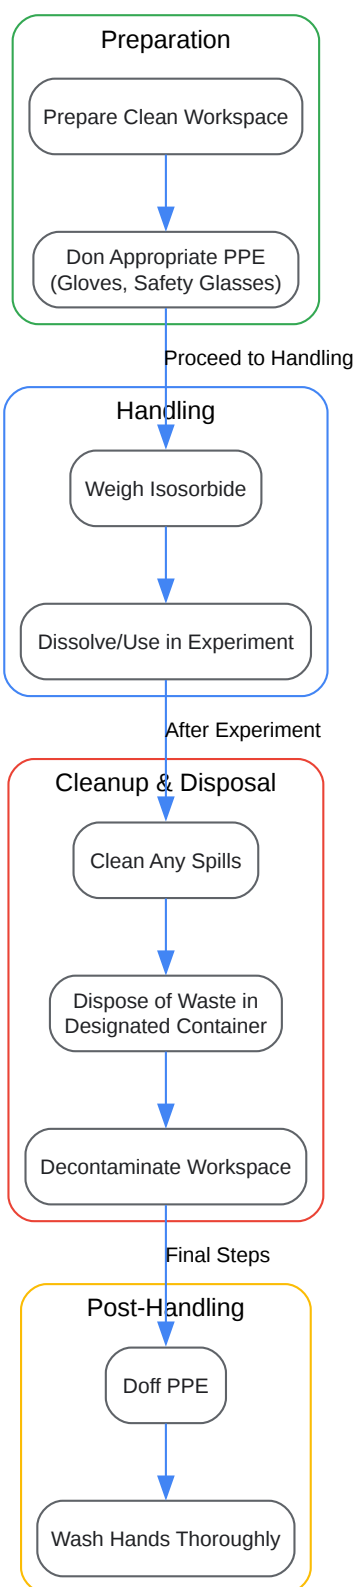 Preparation
Prepare Clean Workspace
Don Appropriate PPE
(Gloves, Safety Glasses)
Proceed to Handling
Handling
Weigh Isosorbide
Dissolve/Use in Experiment
After Experiment
Cleanup & Disposal
Clean Any Spills
Dispose of Waste in
Designated Container
Decontaminate Workspace
Final Steps
Post-Handling
Doff PPE
Wash Hands Thoroughly